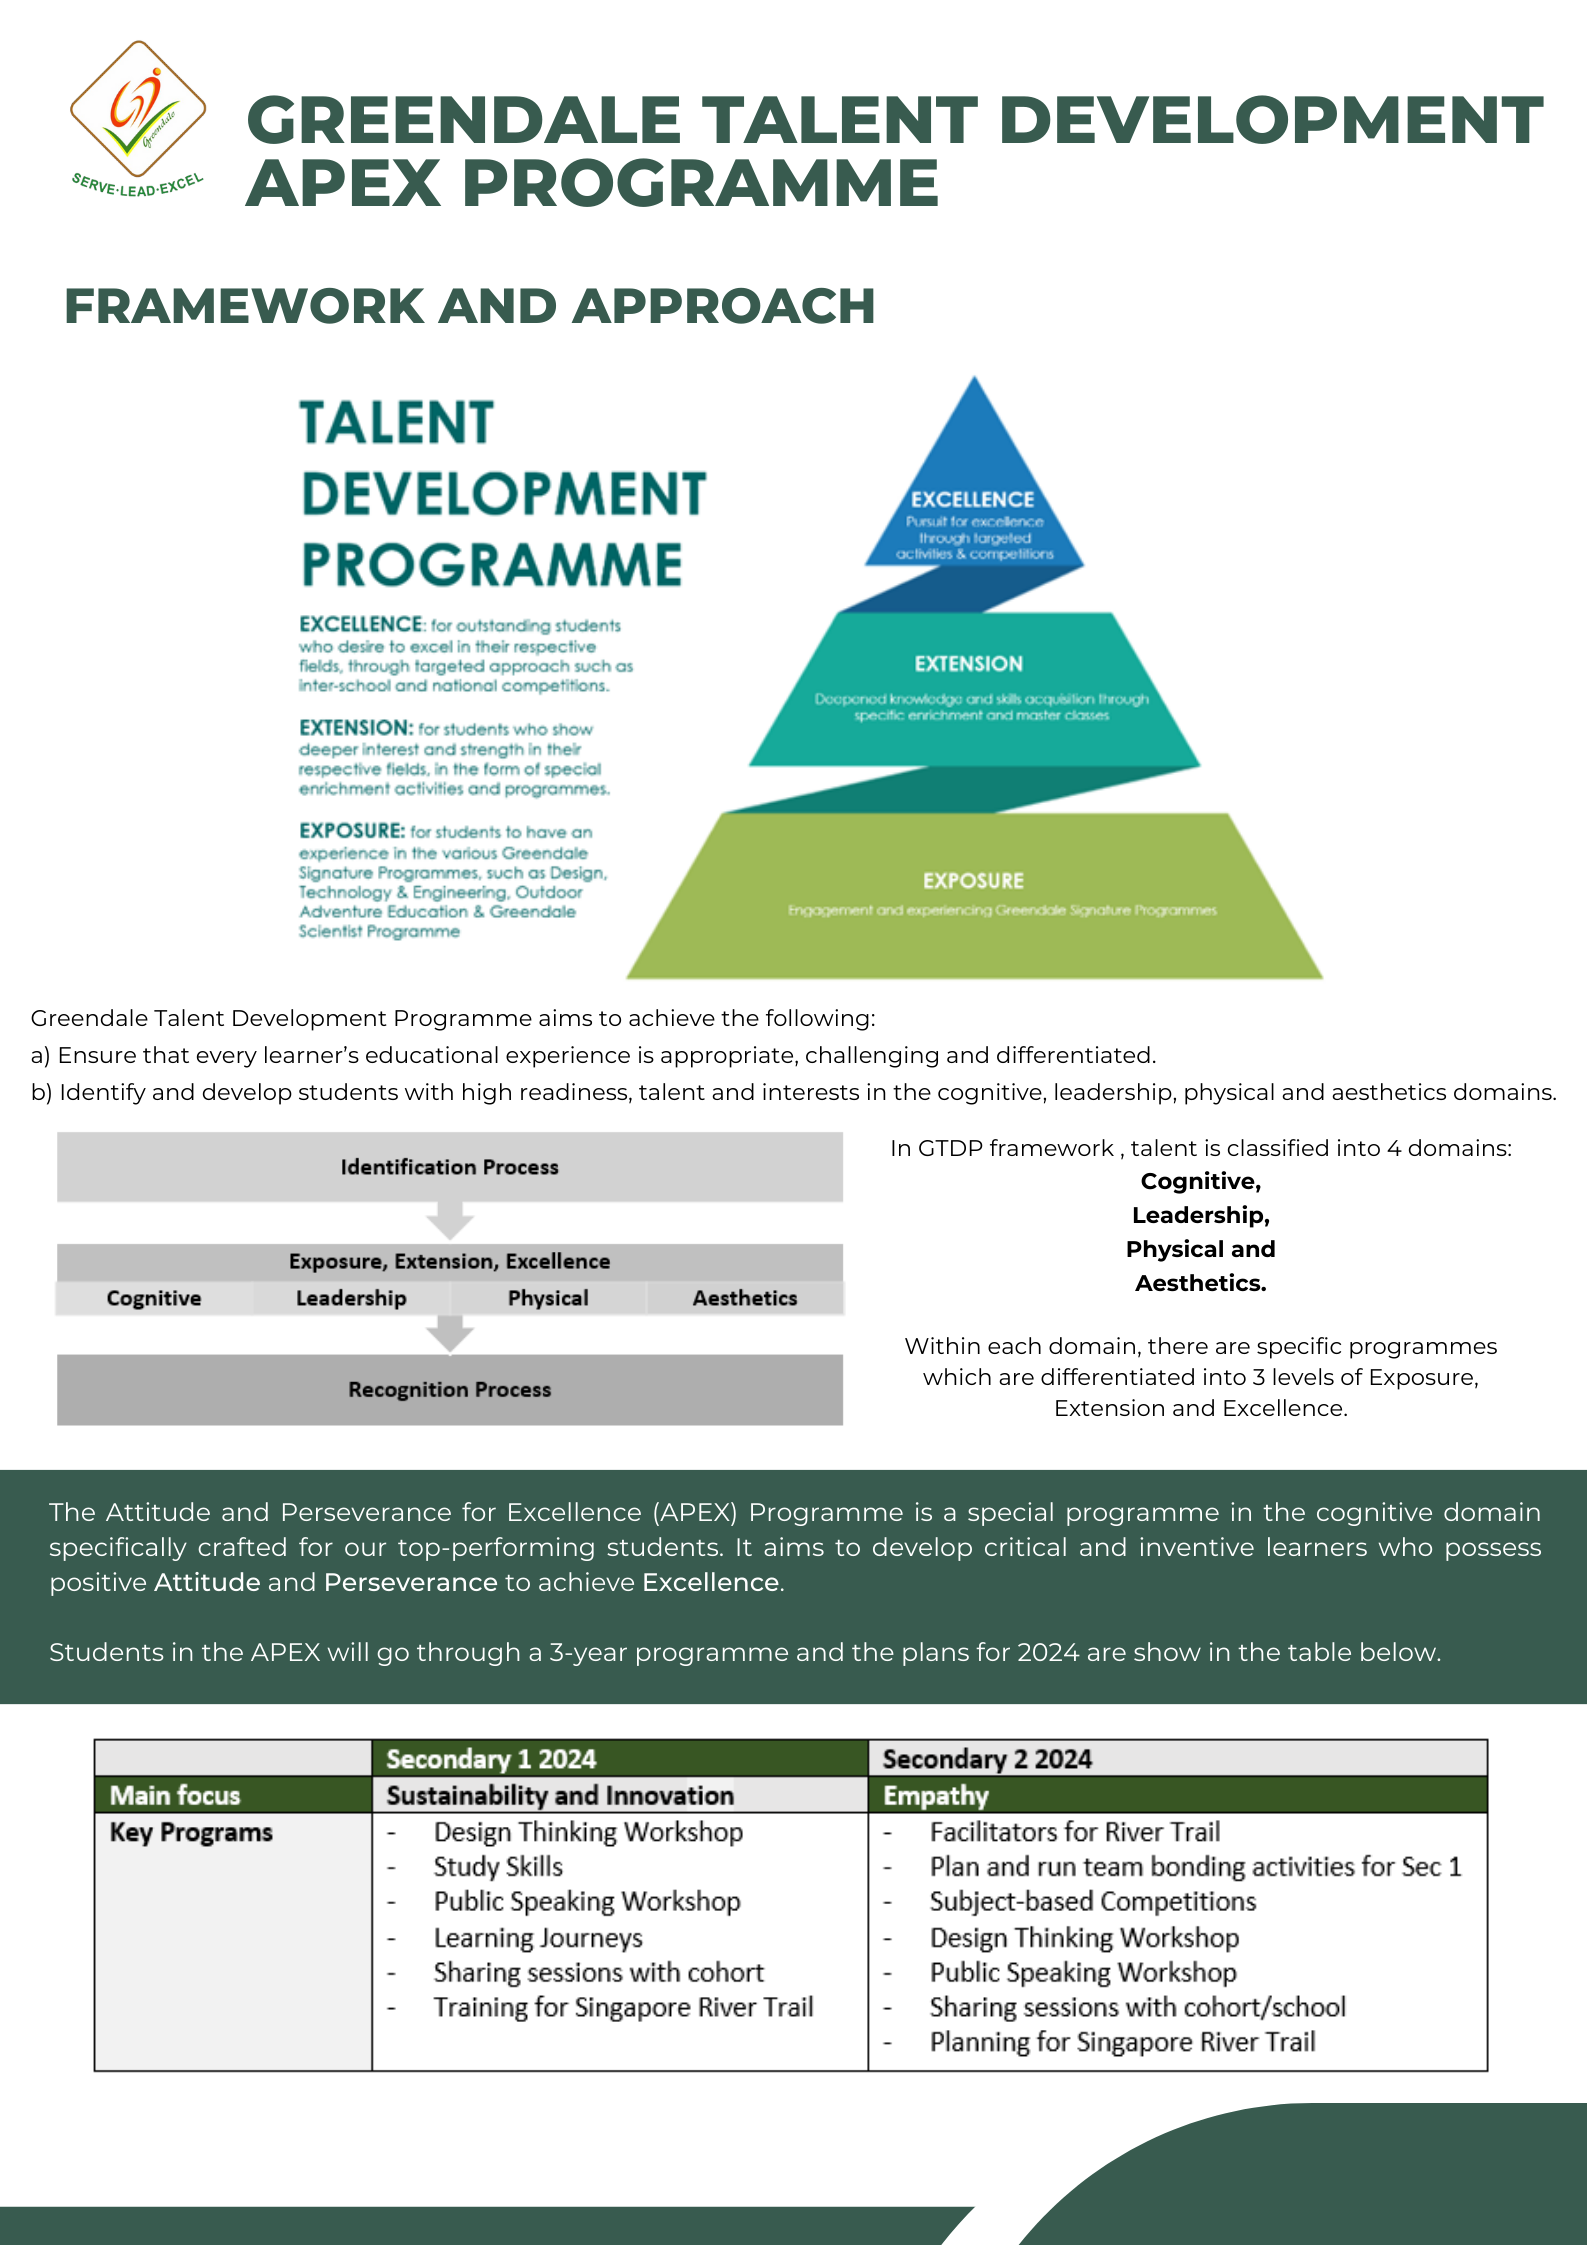 Greendale
SERVE·LEAD·EXCEL
GREENDALE TALENT DEVELOPMENT
APEX PROGRAMME
FRAMEWORK AND APPROACH
TALENT
DEVELOPMENT
PROGRAMME
EXCELLENCE: for outstanding students
who desire to excel in their respective
fields, through targeted approach such as
inter-school and national competitions.
EXTENSION: for students who show
deeper interest and strength in their
respective fields, in the form of special
enrichment activities and programmes.
EXPOSURE: for students to have an
experience in the various Greendale
Signature Programmes, such as Design,
Technology & Engineering, Outdoor
Adventure Education & Greendale
Scientist Programme
EXCELLENCE
Pursuit for excellence
through targeted
activities & competitions
EXTENSION
Deepened knowledge and skills acquisition through
specific enrichment and master classes
EXPOSURE
Engagement and experiencing Greendale Signature Programmes
Greendale Talent Development Programme aims to achieve the following:
a) Ensure that every learner’s educational experience is appropriate, challenging and differentiated.
b) Identify and develop students with high readiness, talent and interests in the cognitive, leadership, physical and aesthetics domains.
Identification Process
Exposure, Extension, Excellence
Cognitive Leadership Physical Aesthetics
Recognition Process
In GTDP framework , talent is classified into 4 domains:
Cognitive,
Leadership,
Physical and
Aesthetics.
Within each domain, there are specific programmes
which are differentiated into 3 levels of Exposure,
Extension and Excellence.
The Attitude and Perseverance for Excellence (APEX) Programme is a special programme in the cognitive domain
specifically crafted for our top-performing students. It aims to develop critical and inventive learners who possess
positive Attitude and Perseverance to achieve Excellence.
Students in the APEX will go through a 3-year programme and the plans for 2024 are show in the table below.
Secondary 1 2024 Secondary 2 2024
Main focus Sustainability and Innovation Empathy
Key Programs
- Design Thinking Workshop
- Study Skills
- Public Speaking Workshop
- Learning Journeys
- Sharing sessions with cohort
- Training for Singapore River Trail
- Facilitators for River Trail
- Plan and run team bonding activities for Sec 1
- Subject-based Competitions
- Design Thinking Workshop
- Public Speaking Workshop
- Sharing sessions with cohort/school
- Planning for Singapore River Trail